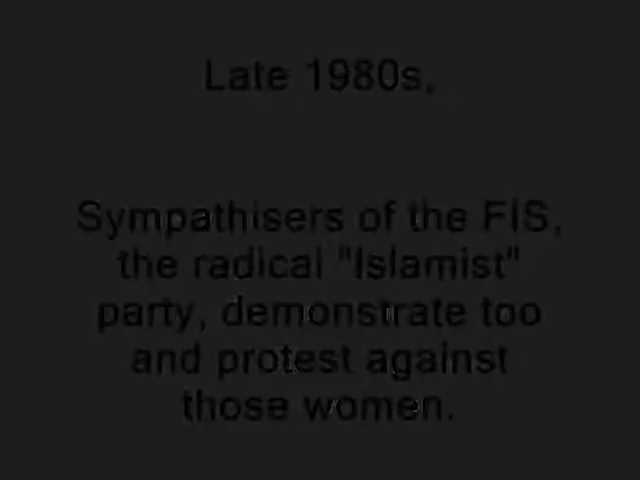 Late 1980s,
Sympathisers of the FIS,
the radical "Islamist"
party, demonstrate too
and protest against
those women.